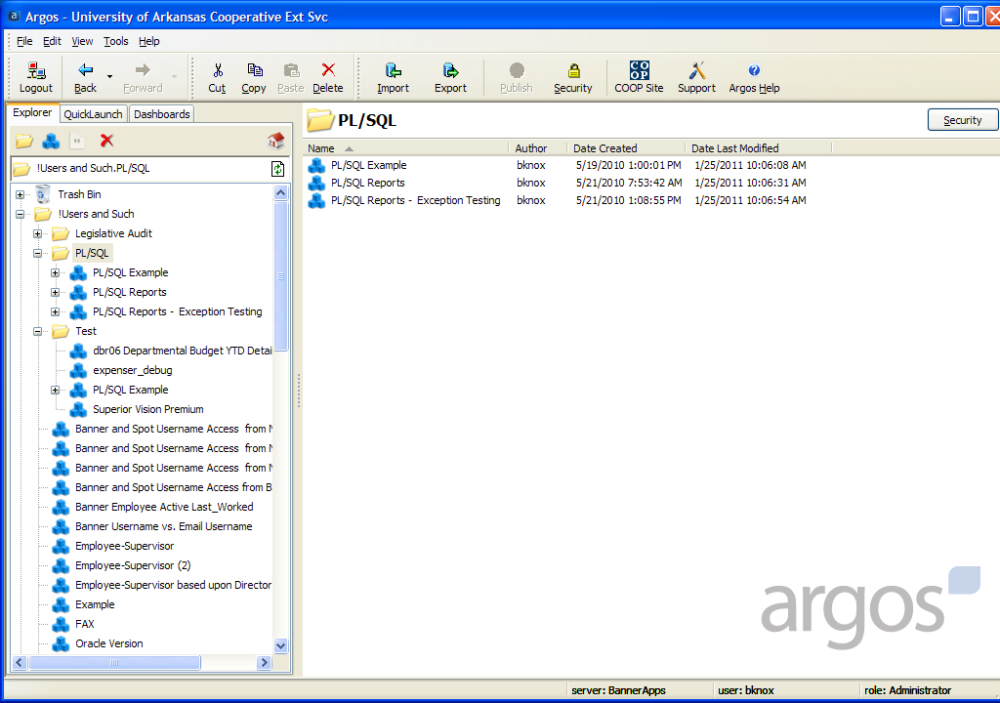 a Argos - University of Arkansas Cooperative Ext Svc
File Edit View Tools Help
CO
OP
Logout Back Forward Cut Copy Paste Delete Import Export Publish Security COOP Site Support Argos Help
Explorer QuickLaunch Dashboards
PL/SQL
Security
!Users and Such.PL/SQL
Name Author Date Created Date Last Modified
PL/SQL Example bknox 5/19/2010 1:00:01 PM 1/25/2011 10:06:08 AM
PL/SQL Reports bknox 5/21/2010 7:53:42 AM 1/25/2011 10:06:31 AM
PL/SQL Reports - Exception Testing bknox 5/21/2010 1:08:55 PM 1/25/2011 10:06:54 AM
Trash Bin
!Users and Such
Legislative Audit
PL/SQL
PL/SQL Example
PL/SQL Reports
PL/SQL Reports - Exception Testing
Test
dbr06 Departmental Budget YTD Detai
expenser_debug
PL/SQL Example
Superior Vision Premium
Banner and Spot Username Access from N
Banner and Spot Username Access from N
Banner and Spot Username Access from N
Banner and Spot Username Access from B
Banner Employee Active Last_Worked
Banner Username vs. Email Username
Employee-Supervisor
Employee-Supervisor (2)
Employee-Supervisor based upon Director
Example
FAX
Oracle Version
argos
server: BannerApps user: bknox role: Administrator